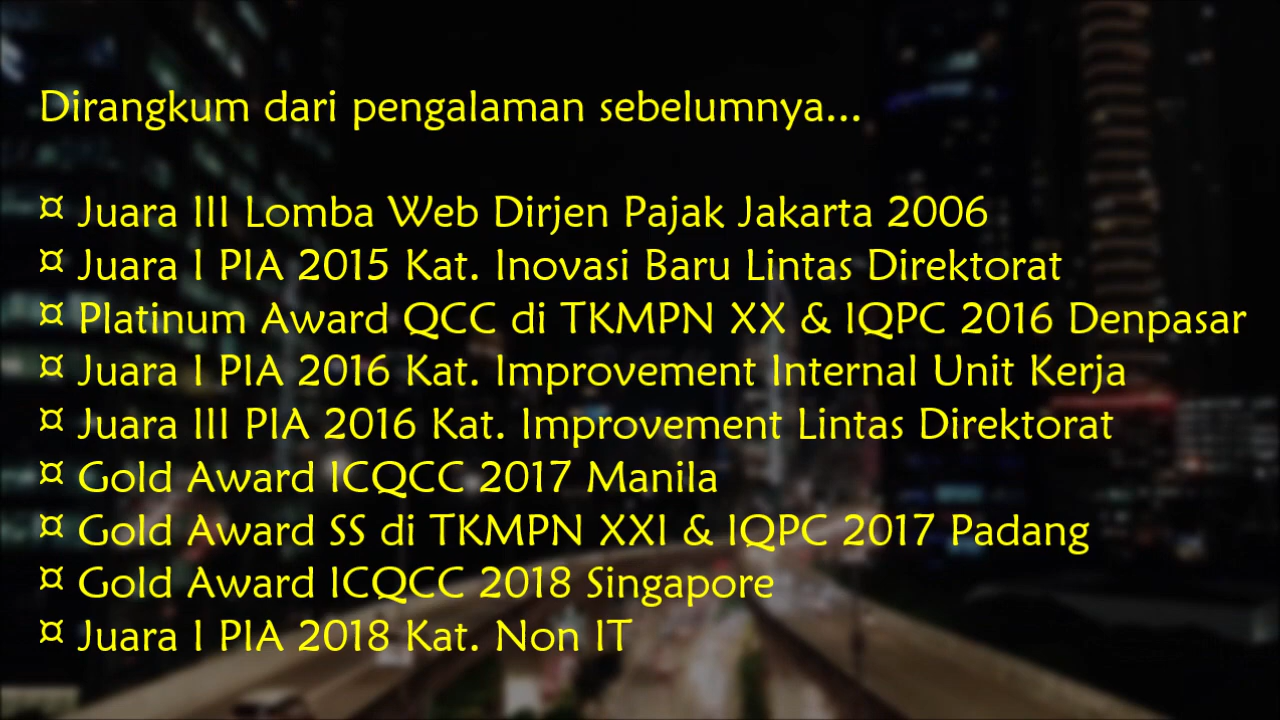 Dirangkum dari pengalaman sebelumnya...
¤ Juara III Lomba Web Dirjen Pajak Jakarta 2006
¤ Juara I PIA 2015 Kat. Inovasi Baru Lintas Direktorat
¤ Platinum Award QCC di TKMPN XX & IQPC 2016 Denpasar
¤ Juara I PIA 2016 Kat. Improvement Internal Unit Kerja
¤ Juara III PIA 2016 Kat. Improvement Lintas Direktorat
¤ Gold Award ICQCC 2017 Manila
¤ Gold Award SS di TKMPN XXI & IQPC 2017 Padang
¤ Gold Award ICQCC 2018 Singapore
¤ Juara I PIA 2018 Kat. Non IT